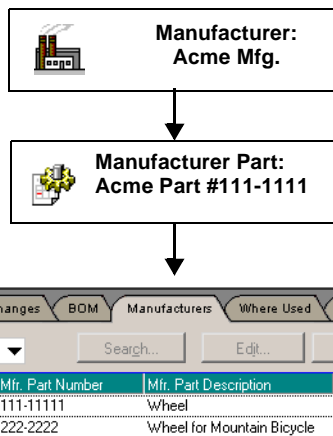 Manufacturer:
Acme Mfg.
Manufacturer Part:
Acme Part #111-1111
hanges BOM Manufacturers Where Used
Search... Edit...
Mfr. Part Number Mfr. Part Description
111-11111 Wheel
222-2222 Wheel for Mountain Bicycle